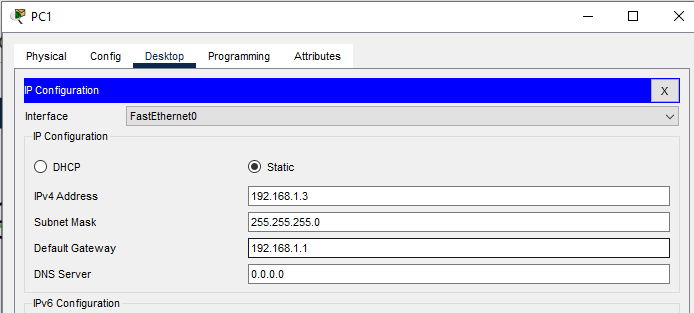 PC1
Physical Config Desktop Programming Attributes
IP Configuration X
Interface FastEthernet0
IP Configuration
DHCP Static
IPv4 Address 192.168.1.3
Subnet Mask 255.255.255.0
Default Gateway 192.168.1.1
DNS Server 0.0.0.0
IPv6 Configuration